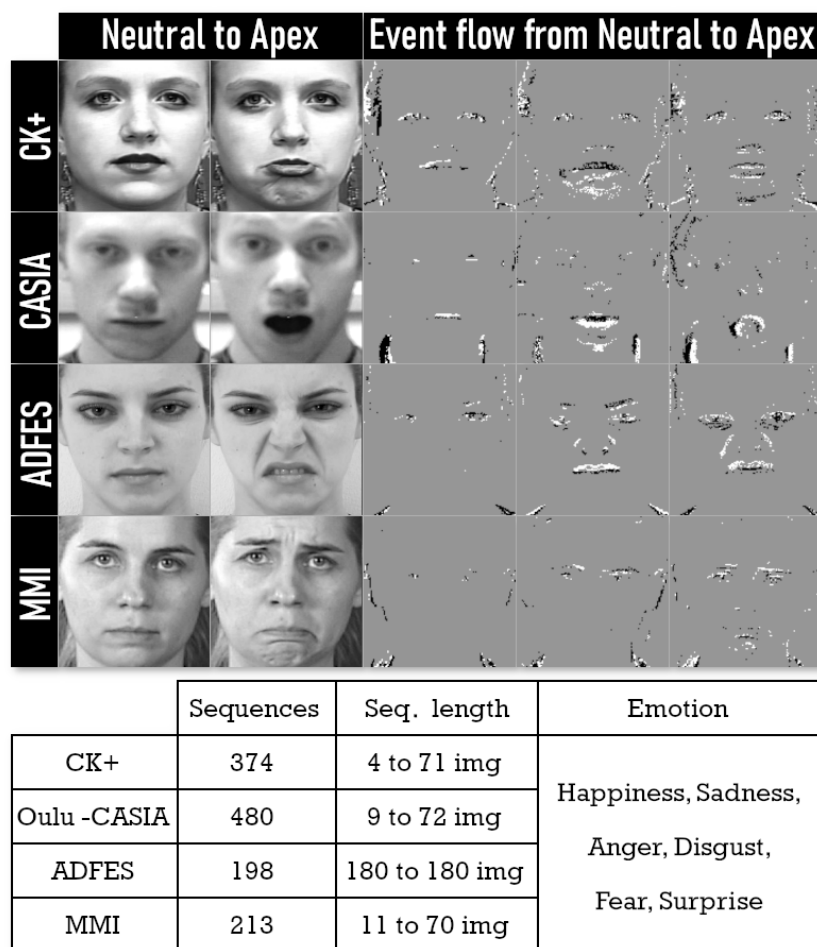 Neutral to Apex Event flow from Neutral to Apex
CK+
CASIA
ADFES
MMI
Sequences Seq. length Emotion
CK+ 374 4 to 71 img
Oulu -CASIA 480 9 to 72 img
ADFES 198 180 to 180 img
MMI 213 11 to 70 img
Happiness, Sadness,
Anger, Disgust,
Fear, Surprise